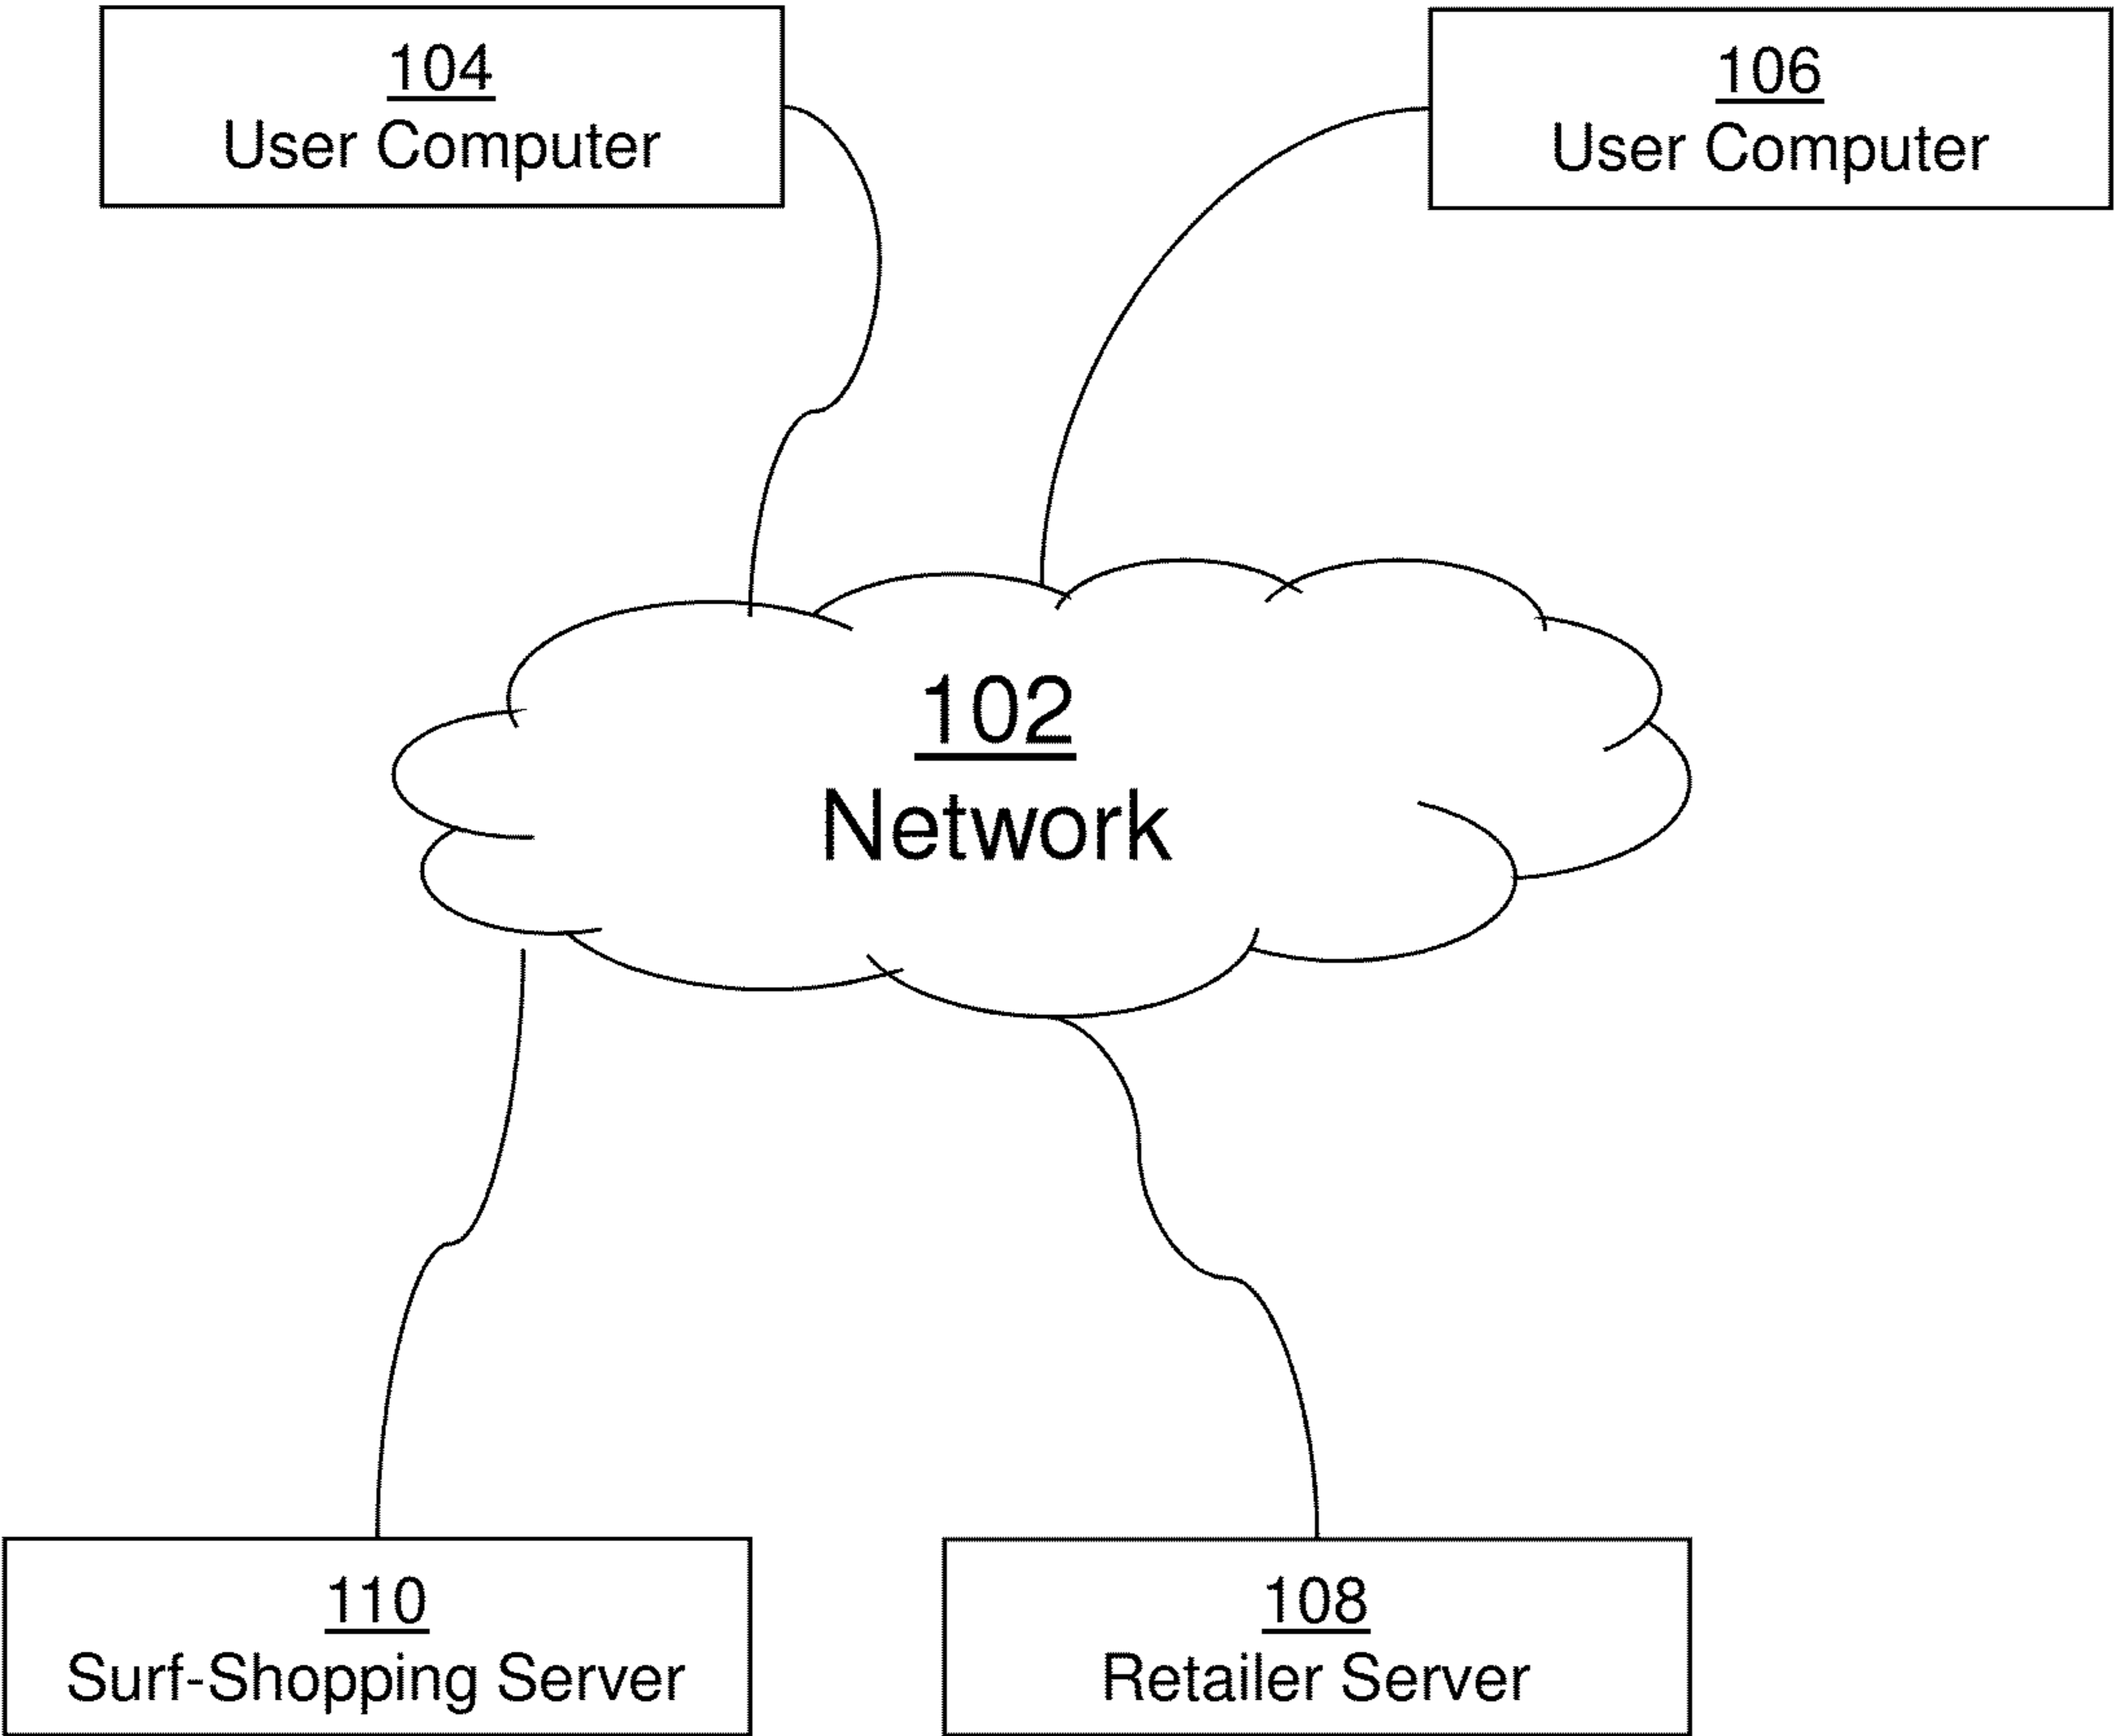 104
User Computer
106
User Computer
102
Network
110
Surf-Shopping Server
108
Retailer Server